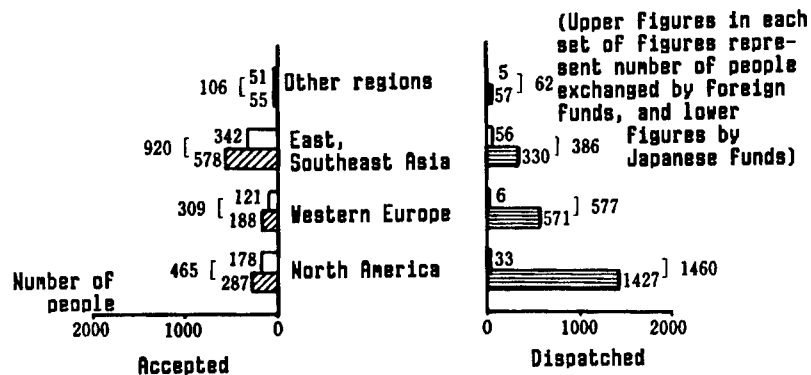 (Upper figures in each
set of figures repre-
sent number of people
exchanged by foreign
funds, and lower
figures by
Japanese funds)
106 [ 51
55
Other regions
5
57 ] 62
920 [ 342
578
East,
Southeast Asia
56
330 ] 386
309 [ 121
188
Western Europe
6
571 ] 577
465 [ 178
287
North America
33
1427 ] 1460
Number of
people
2000 1000 0
0 1000 2000
Accepted
Dispatched